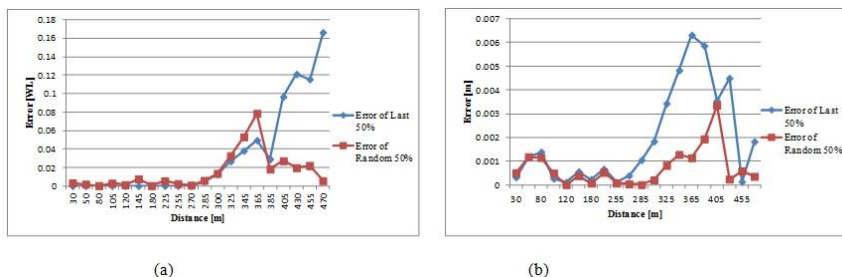 0.18
0.16
0.14
0.12
0.1
0.08
0.06
0.04
0.02
0
Error [WL]
30 50 80 105 120 145 180 225 255 270 285 300 325 345 365 385 405 430 455 470
Distance [m]
Error of Last
50%
Error of
Random 50%
(a)
0.007
0.006
0.005
0.004
0.003
0.002
0.001
0
Error [m]
30 80 120 180 255 285 325 365 405 455
Distance [m]
Error of Last
50%
Error of
Random 50%
(b)